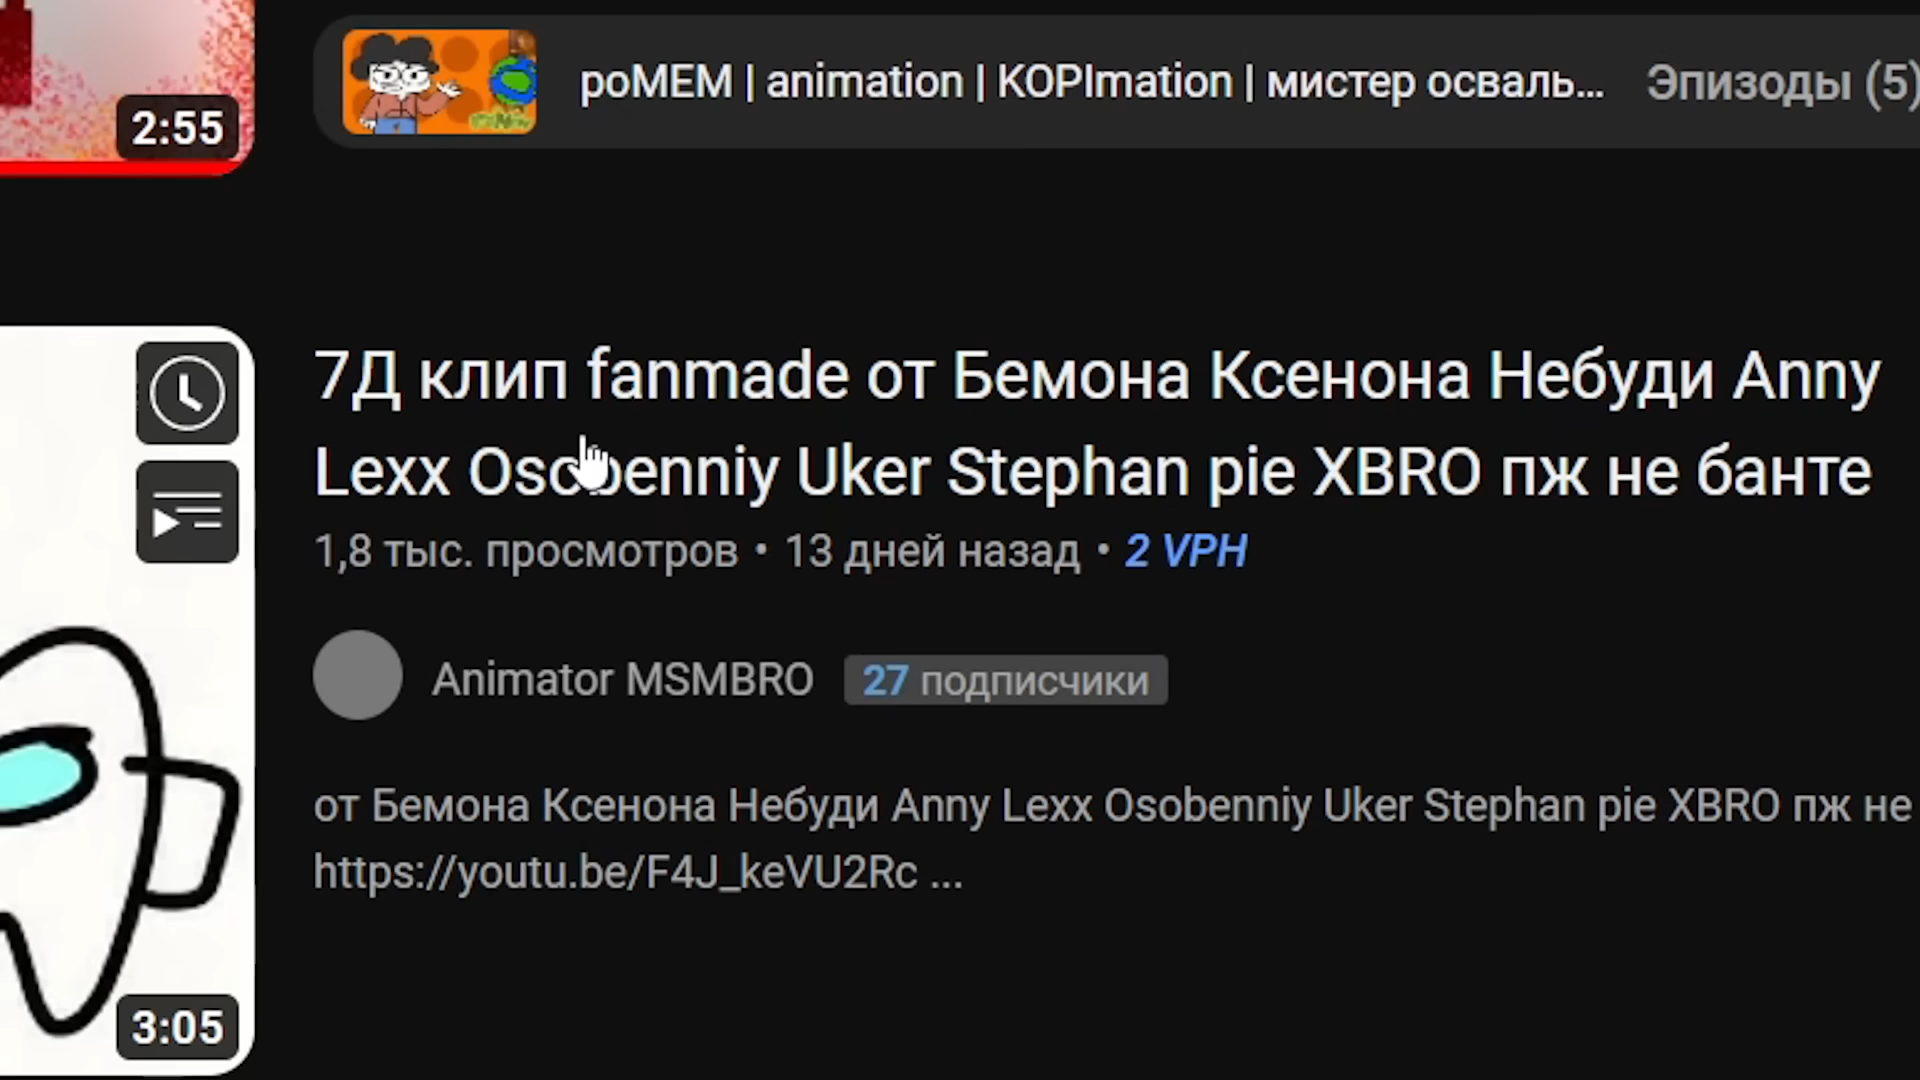 2:55
роМЕМ | animation | KOPImation | мистер осваль...
Эпизоды (5)
7Д клип fanmade от Бемона Ксенона Небуди Anny
Lexx Osobenniy Uker Stephan pie XBRO пж не банте
1,8 тыс. просмотров • 13 дней назад • 2 VPH
Animator MSMBRO
27 подписчики
от Бемона Ксенона Небуди Anny Lexx Osobenniy Uker Stephan pie XBRO пж не
https://youtu.be/F4J_keVU2Rc ...
3:05